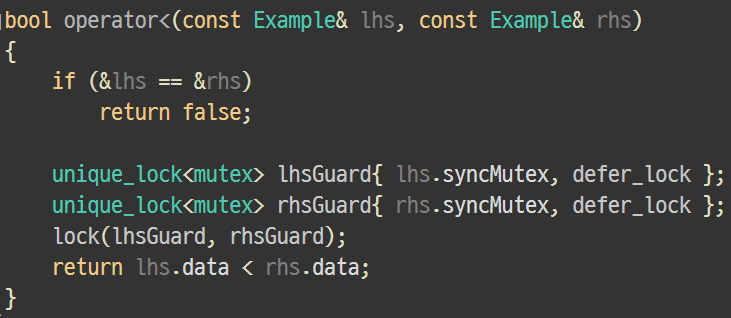 bool operator<(const Example& lhs, const Example& rhs)
{
    if (&lhs == &rhs)
        return false;

    unique_lock<mutex> lhsGuard{ lhs.syncMutex, defer_lock };
    unique_lock<mutex> rhsGuard{ rhs.syncMutex, defer_lock };
    lock(lhsGuard, rhsGuard);
    return lhs.data < rhs.data;
}